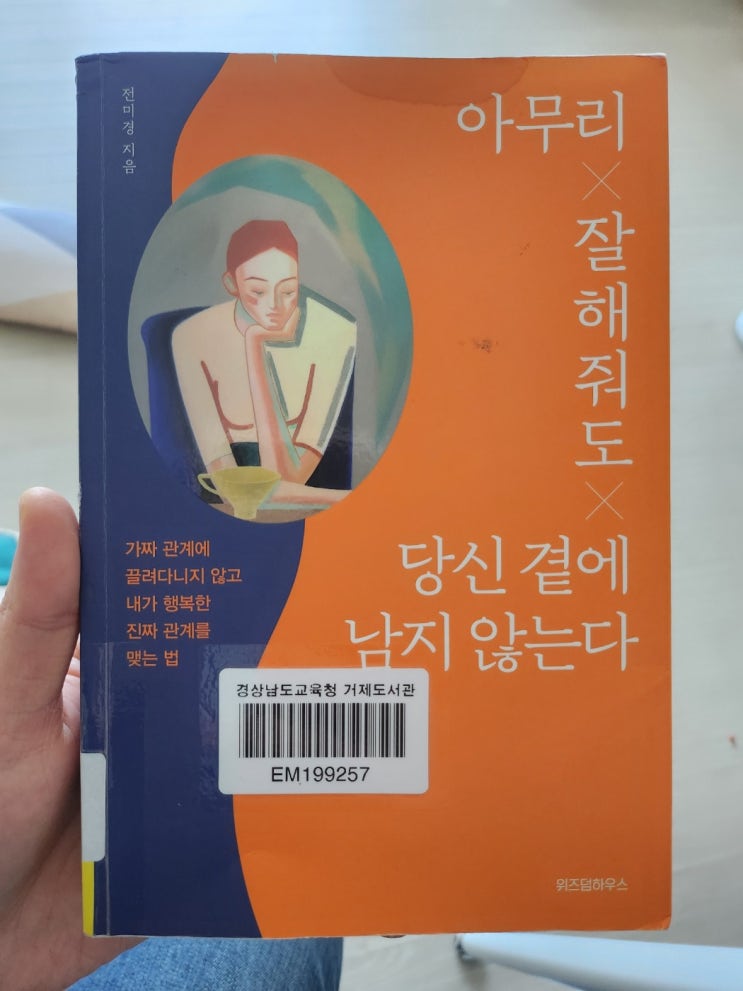 전미경 지음
아무리
×
잘
해
줘
도
×
당신 곁에
남지 않는다
가짜 관계에
끌려다니지 않고
내가 행복한
진짜 관계를
맺는 법
경상남도교육청 거제도서관
EM199257
위즈덤하우스